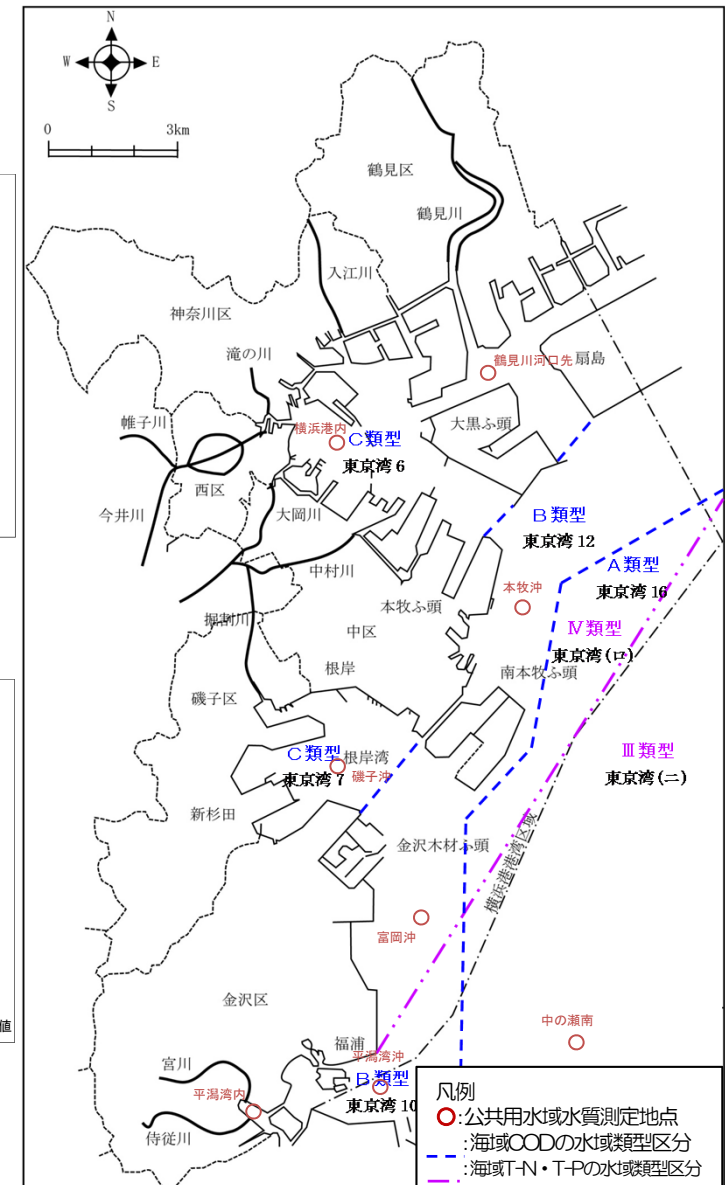 N
W E
S
0 3km
鶴見区
鶴見川
入江川
神奈川区
滝の川
鶴見川河口先
扇島
帷子川
横浜港内
C類型
東京湾6
大黒ふ頭
西区
今井川
大岡川
B類型
東京湾12
中村川
A類型
東京湾16
本牧ふ頭
本牧沖
掘割川
中区
Ⅳ類型
東京湾(ロ)
根岸
南本牧ふ頭
磯子区
C類型
根岸湾
東京湾7
磯子沖
Ⅲ類型
東京湾(ニ)
新杉田
金沢木材ふ頭
横浜港港湾区域
富岡沖
金沢区
中の瀬南
福浦
平潟湾沖
値
宮川
B類型
東京湾10
平潟湾内
侍従川
凡例
:公共用水域水質測定地点
:海域CODの水域類型区分
:海域T-N・T-Pの水域類型区分